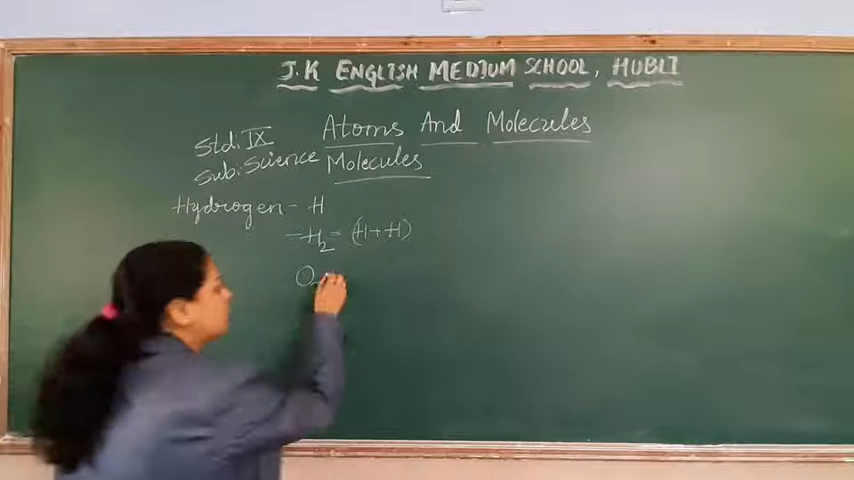 J.K ENGLISH MEDIUM SCHOOL, HUBLI
Std: IX Atoms And Molecules
Sub: Science Molecules
Hydrogen - H
- H2 = (H+H)
O